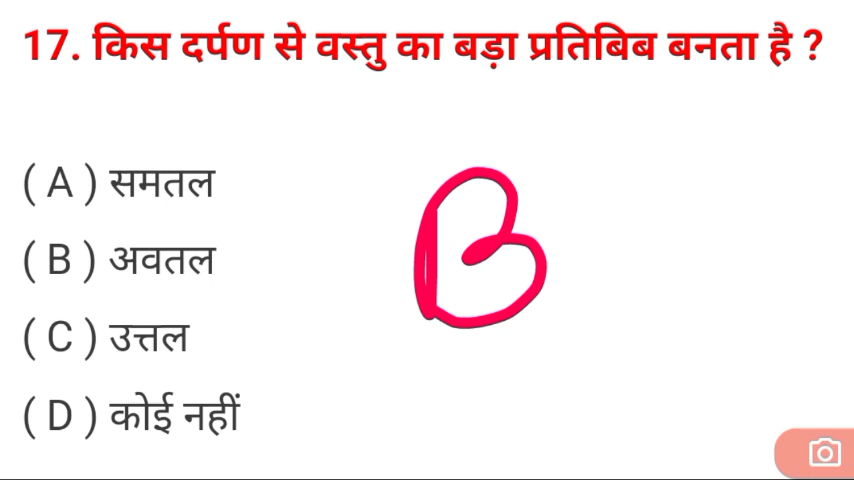 17. किस दर्पण से वस्तु का बड़ा प्रतिबिब बनता है ?
( A ) समतल
( B ) अवतल
B
( C ) उत्तल
( D ) कोई नहीं